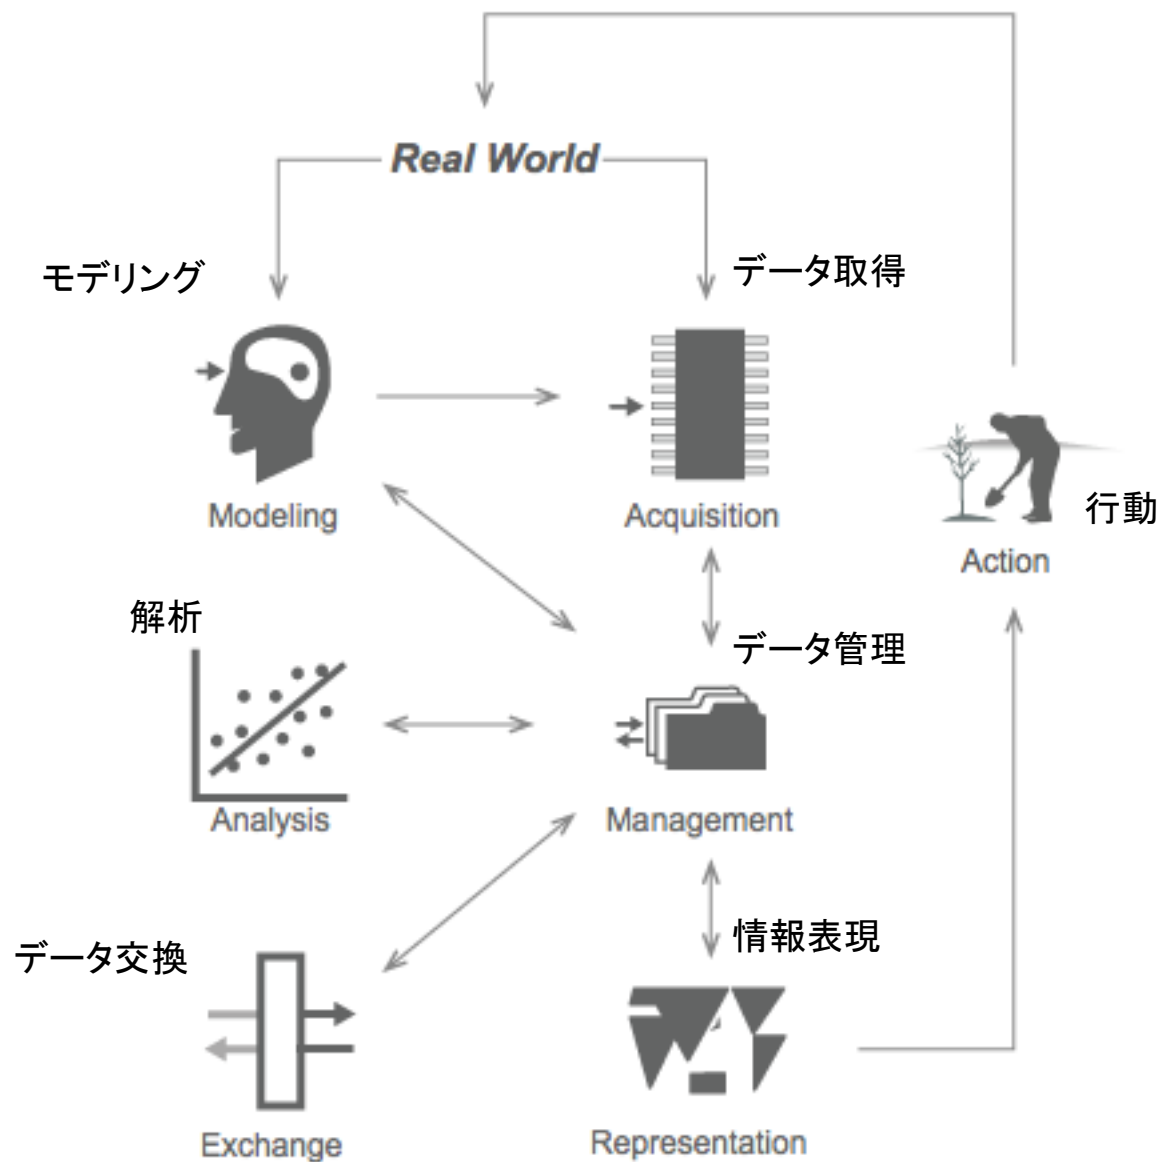 Real World
モデリング
データ取得
Modeling
Acquisition
行動
Action
解析
データ管理
Analysis
Management
データ交換
情報表現
Exchange
Representation